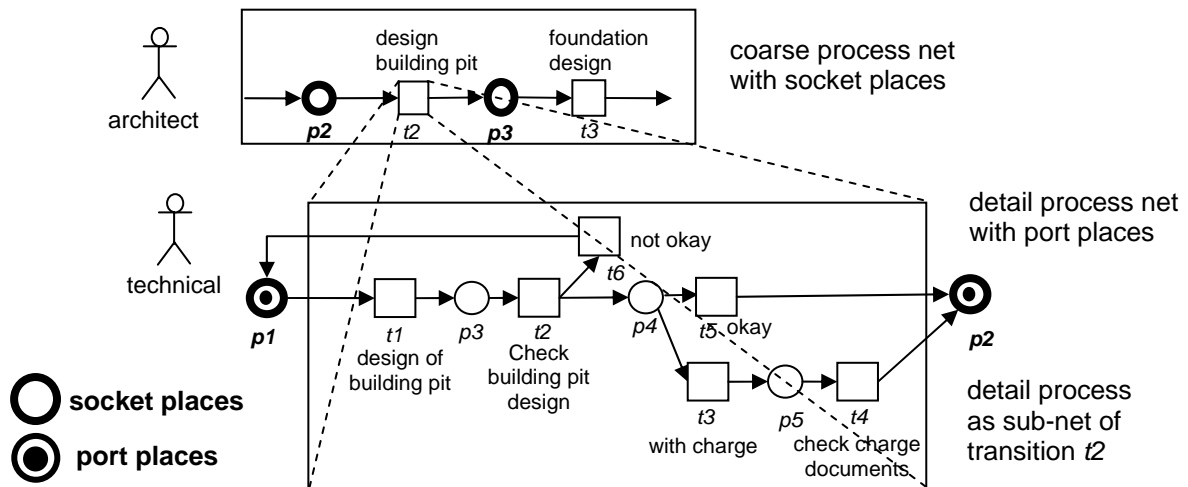 design
building pit
foundation
design
coarse process net
with socket places
architect
p2
t2
p3
t3
detail process net
with port places
technical
not okay
t6
p1
t1
p3
t2
p4
t5
okay
p2
design of
building pit
Check
building pit
design
t3
p5
t4
with charge
check charge
documents
detail process
as sub-net of
transition t2
socket places
port places